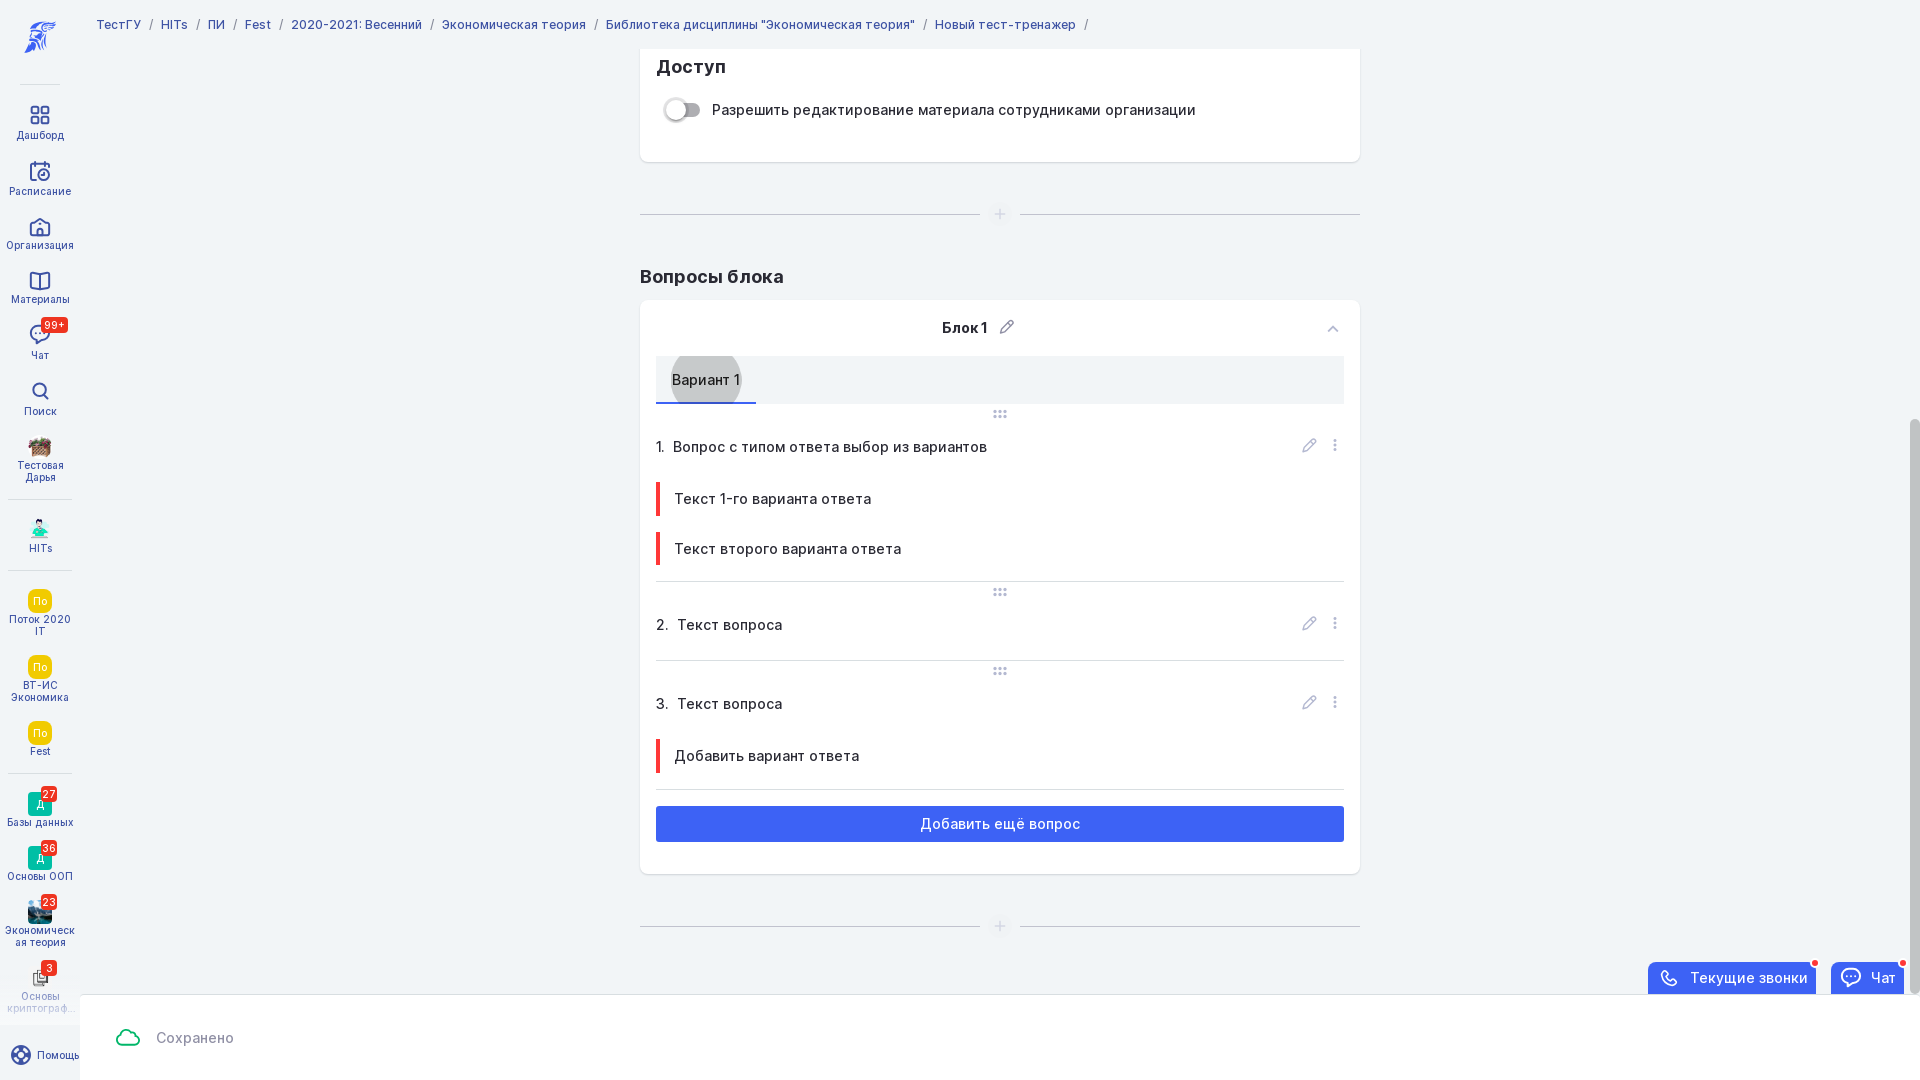 ТестГУ / HITs / ПИ / Fest / 2020-2021: Весенний / Экономическая теория / Библиотека дисциплины "Экономическая теория" / Новый тест-тренажер /
Дашборд
Расписание
Организация
Материалы
99+
Чат
Поиск
Тестовая
Дарья
HITs
По
Поток 2020
IT
По
ВТ-ИС
Экономика
По
Fest
27
Д
Базы данных
36
Д
Основы ООП
23
Экономическ
ая теория
3
Основы
криптограф...
Помощь
Доступ
Разрешить редактирование материала сотрудниками организации
Вопросы блока
Блок 1
Вариант 1
1. Вопрос с типом ответа выбор из вариантов
Текст 1-го варианта ответа
Текст второго варианта ответа
2. Текст вопроса
3. Текст вопроса
Добавить вариант ответа
Добавить ещё вопрос
Текущие звонки
Чат
Сохранено